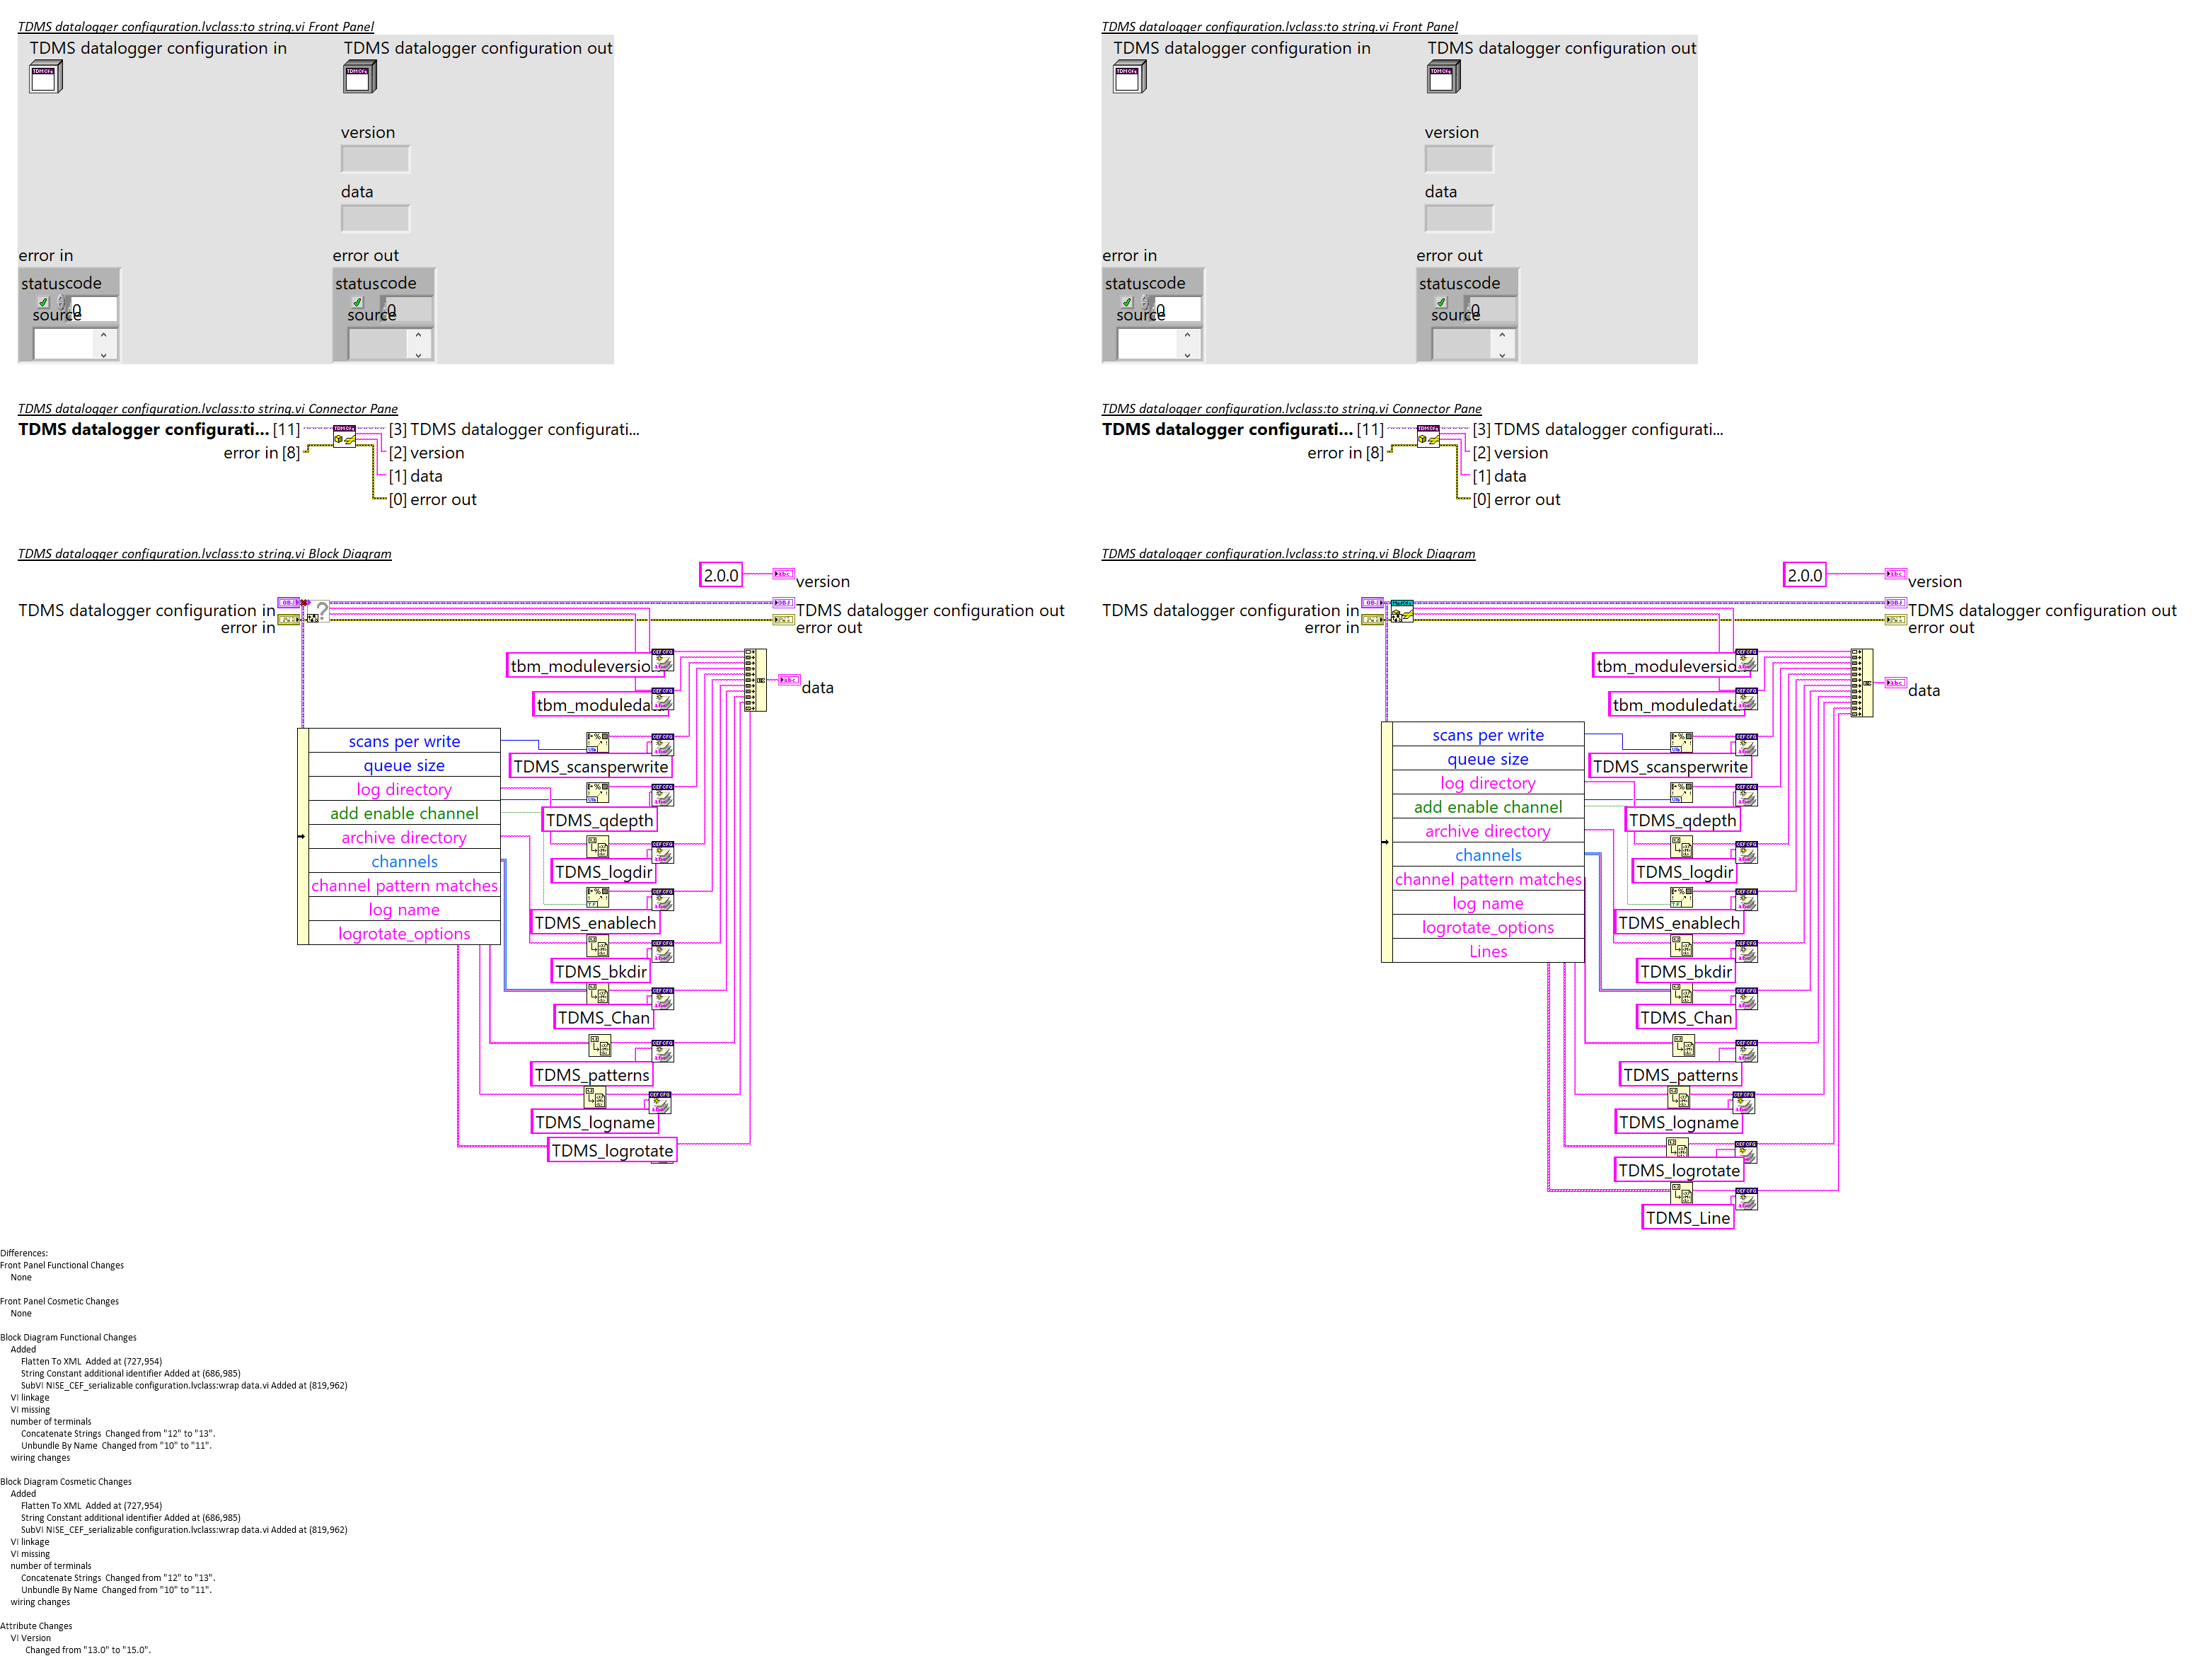 TDMS datalogger configuration.lvclass:to string.vi Front Panel
TDMS datalogger configuration in
TDMS datalogger configuration out
version
data
error in
error out
status code
0
source
status code
0
source
TDMS datalogger configuration.lvclass:to string.vi Connector Pane
TDMS datalogger configurati... [11]
[3] TDMS datalogger configurati...
error in [8]
[2] version
[1] data
[0] error out
TDMS datalogger configuration.lvclass:to string.vi Block Diagram
2.0.0
version
TDMS datalogger configuration in
TDMS datalogger configuration out
error in
error out
tbm_moduleversio
data
tbm_moduleda
scans per write
queue size
log directory
add enable channel
archive directory
channels
channel pattern matches
log name
logrotate_options
TDMS_scansperwrite
TDMS_qdepth
TDMS_logdir
TDMS_enablech
TDMS_bkdir
TDMS_Chan
TDMS_patterns
TDMS_logname
TDMS_logrotate
TDMS datalogger configuration.lvclass:to string.vi Front Panel
TDMS datalogger configuration in
TDMS datalogger configuration out
version
data
error in
error out
status code
0
source
status code
0
source
TDMS datalogger configuration.lvclass:to string.vi Connector Pane
TDMS datalogger configurati... [11]
[3] TDMS datalogger configurati...
error in [8]
[2] version
[1] data
[0] error out
TDMS datalogger configuration.lvclass:to string.vi Block Diagram
2.0.0
version
TDMS datalogger configuration in
TDMS datalogger configuration out
error in
error out
tbm_moduleversio
data
tbm_moduledata
scans per write
queue size
log directory
add enable channel
archive directory
channels
channel pattern matches
log name
logrotate_options
Lines
TDMS_scansperwrite
TDMS_qdepth
TDMS_logdir
TDMS_enablech
TDMS_bkdir
TDMS_Chan
TDMS_patterns
TDMS_logname
TDMS_logrotate
TDMS_Line
Differences:
Front Panel Functional Changes
None
Front Panel Cosmetic Changes
None
Block Diagram Functional Changes
Added
Flatten To XML  Added at (727,954)
String Constant additional identifier Added at (686,985)
SubVI NISE_CEF_serializable configuration.lvclass:wrap data.vi Added at (819,962)
VI linkage
VI missing
number of terminals
Concatenate Strings  Changed from "12" to "13".
Unbundle By Name  Changed from "10" to "11".
wiring changes
Block Diagram Cosmetic Changes
Added
Flatten To XML  Added at (727,954)
String Constant additional identifier Added at (686,985)
SubVI NISE_CEF_serializable configuration.lvclass:wrap data.vi Added at (819,962)
VI linkage
VI missing
number of terminals
Concatenate Strings  Changed from "12" to "13".
Unbundle By Name  Changed from "10" to "11".
wiring changes
Attribute Changes
VI Version
Changed from "13.0" to "15.0".